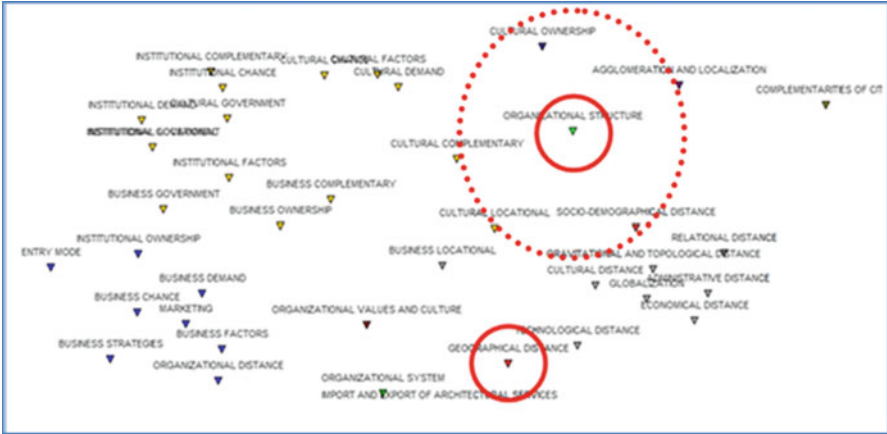 CULTURAL OWNERSHIP
INSTITUTIONAL COMPLEMENTARY
CULTURAL FACTORS
INSTITUTIONAL CHANCE
CULTURAL DEMAND
AGGLOMERATION AND LOCALIZATION
COMPLEMENTARITIES OF CIT
INSTITUTIONAL DEMAND
CULTURAL GOVERNMENT
ORGANIZATIONAL STRUCTURE
INSTITUTIONAL
CULTURAL COMPLEMENTARY
INSTITUTIONAL FACTORS
BUSINESS COMPLEMENTARY
BUSINESS GOVERNMENT
BUSINESS OWNERSHIP
CULTURAL LOCATIONAL
SOCIO-DEMOGRAPHICAL DISTANCE
INSTITUTIONAL OWNERSHIP
RELATIONAL DISTANCE
ENTRY MODE
BUSINESS LOCATIONAL
GRAVITATIONAL AND TOPOLOGICAL DISTANCE
CULTURAL DISTANCE
BUSINESS DEMAND
GLOBALIZATION
ADMINISTRATIVE DISTANCE
BUSINESS CHANCE
ECONOMICAL DISTANCE
MARKETING
ORGANIZATIONAL VALUES AND CULTURE
BUSINESS FACTORS
TECHNOLOGICAL DISTANCE
BUSINESS STRATEGIES
GEOGRAPHICAL DISTANCE
ORGANIZATIONAL DISTANCE
ORGANIZATIONAL SYSTEM
IMPORT AND EXPORT OF ARCHITECTURAL SERVICES